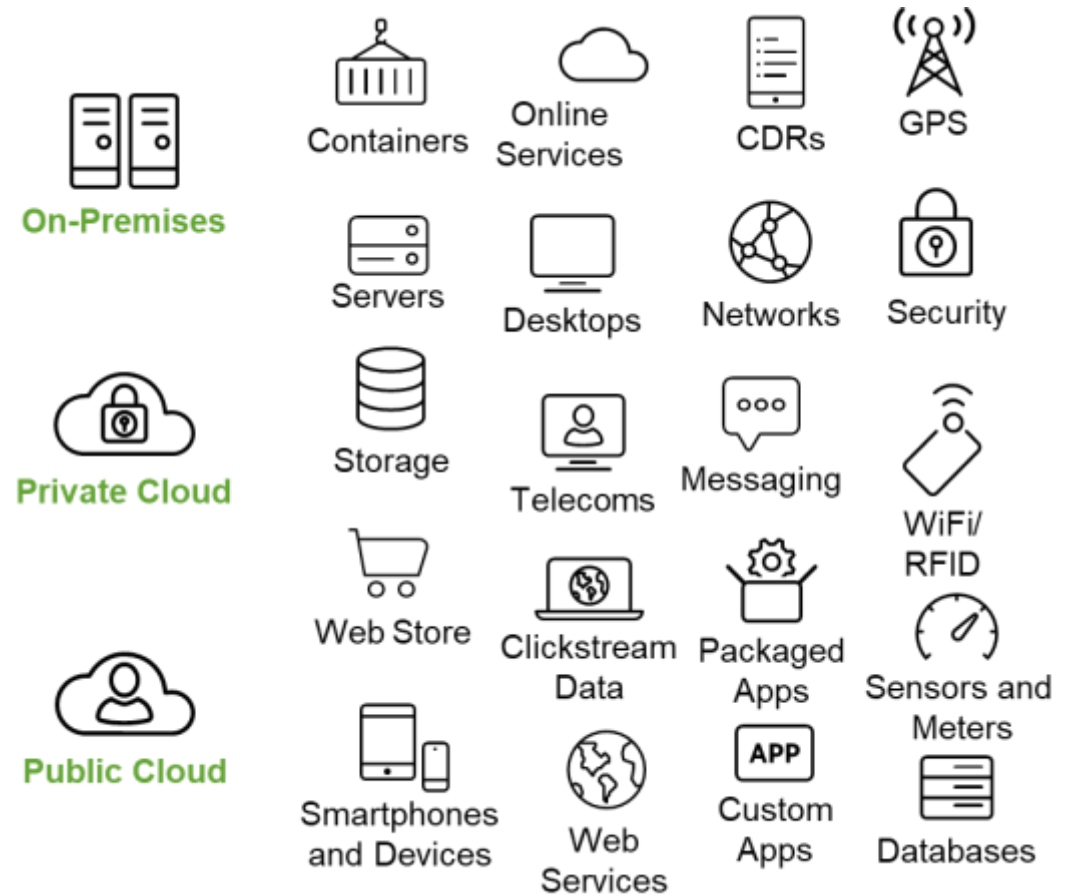 On-Premises
Private Cloud
Public Cloud
Containers
Online
Services
CDRs
GPS
Servers
Desktops
Networks
Security
Storage
Telecoms
Messaging
WiFi/
RFID
Web Store
Clickstream
Data
Packaged
Apps
Sensors and
Meters
Smartphones
and Devices
Web
Services
APP
Custom
Apps
Databases